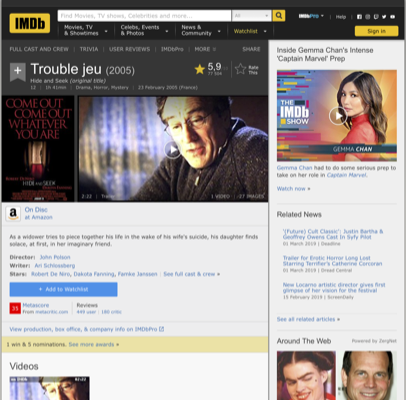 IMDb
Find Movies, TV shows, Celebrities and more...
All
IMDbPro | Help
Movies, TV & Showtimes
Celebs, Events & Photos
News & Community
Watchlist
Sign in
FULL CAST AND CREW | TRIVIA | USER REVIEWS | IMDbPro | MORE
SHARE
Trouble jeu (2005)
Hide and Seek (original title)
12 | 1h 41min | Drama, Horror, Mystery | 23 February 2005 (France)
5,9
Rate This
COME OUT
COME OUT
WHATEVER
YOU ARE
HIDE AND SEEK
2:22 | Trailer
1 VIDEO
57 IMAGES
On Disc
at Amazon
As a widower tries to piece together his life in the wake of his wife's suicide, his daughter finds
solace, at first, in her imaginary friend.
Director: John Polson
Writer: Ari Schlossberg
Stars: Robert De Niro, Dakota Fanning, Famke Janssen | See full cast & crew »
+ Add to Watchlist
35
Metascore
From metacritic.com
Reviews
449 user | 180 critic
View production, box office, & company info on IMDbPro
1 win & 5 nominations. See more awards »
Videos
Inside Gemma Chan's Intense
'Captain Marvel' Prep
THE
IMDb
SHOW
GEMMA CHAN
Gemma Chan had to do some serious prep to
take on her role in Captain Marvel.
Watch now »
Related News
'(Future) Cult Classic': Justin Bartha &
Geoffrey Owens Cast In Syfy Pilot
01 March 2019 | Deadline
Trailer for Erotic Horror Long Lost
Starring Terrifier's Catherine Corcoran
01 March 2019 | Dread Central
New Locarno artistic director gives first
glimpse of her vision for the festival
15 February 2019 | ScreenDaily
See all related articles »
Around The Web
Powered by ZergNet